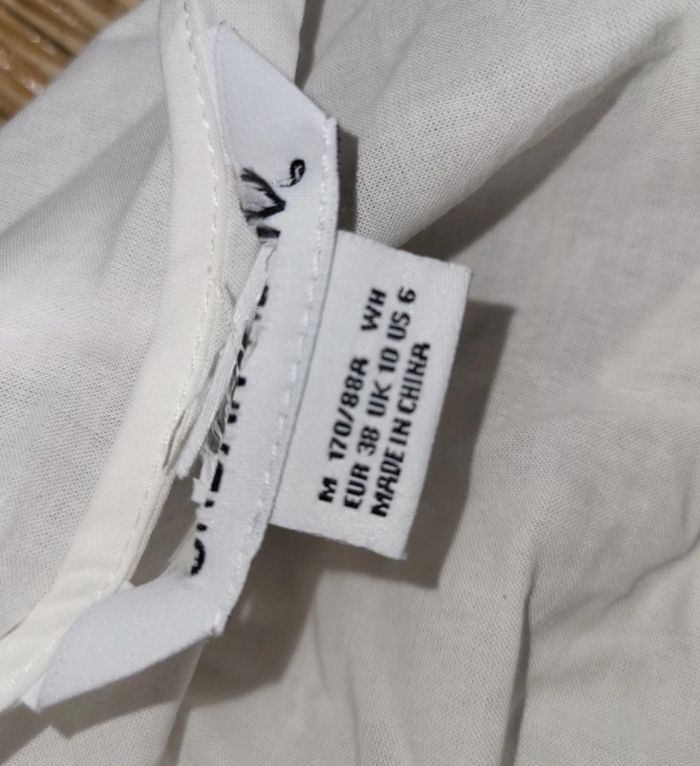 M 170/88A WH
EUR 38 UK 10 US 6
MADE IN CHINA